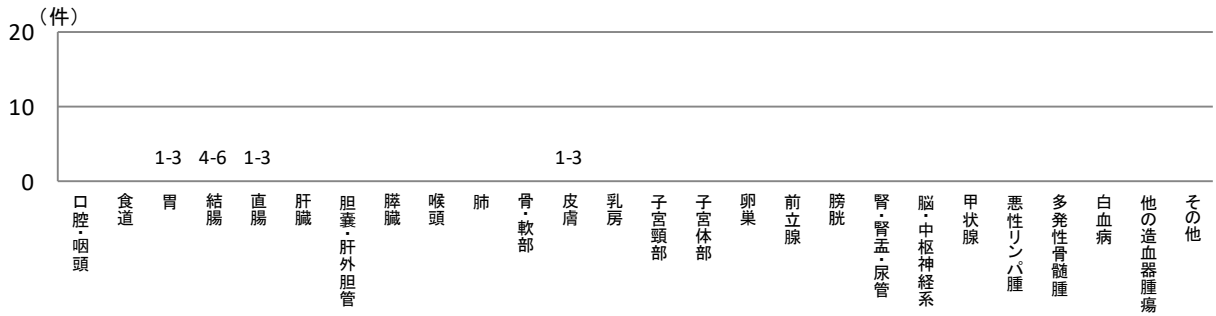 （件）
20
10
0
1-3 4-6 1-3 1-3
口腔・咽頭
食道
胃
結腸
直腸
肝臓
胆嚢・肝外胆管
膵臓
喉頭
肺
骨・軟部
皮膚
乳房
子宮頸部
子宮体部
卵巣
前立腺
膀胱
腎・腎盂・尿管
脳・中枢神経系
甲状腺
悪性リンパ腫
多発性骨髄腫
白血病
他の造血器腫瘍
その他